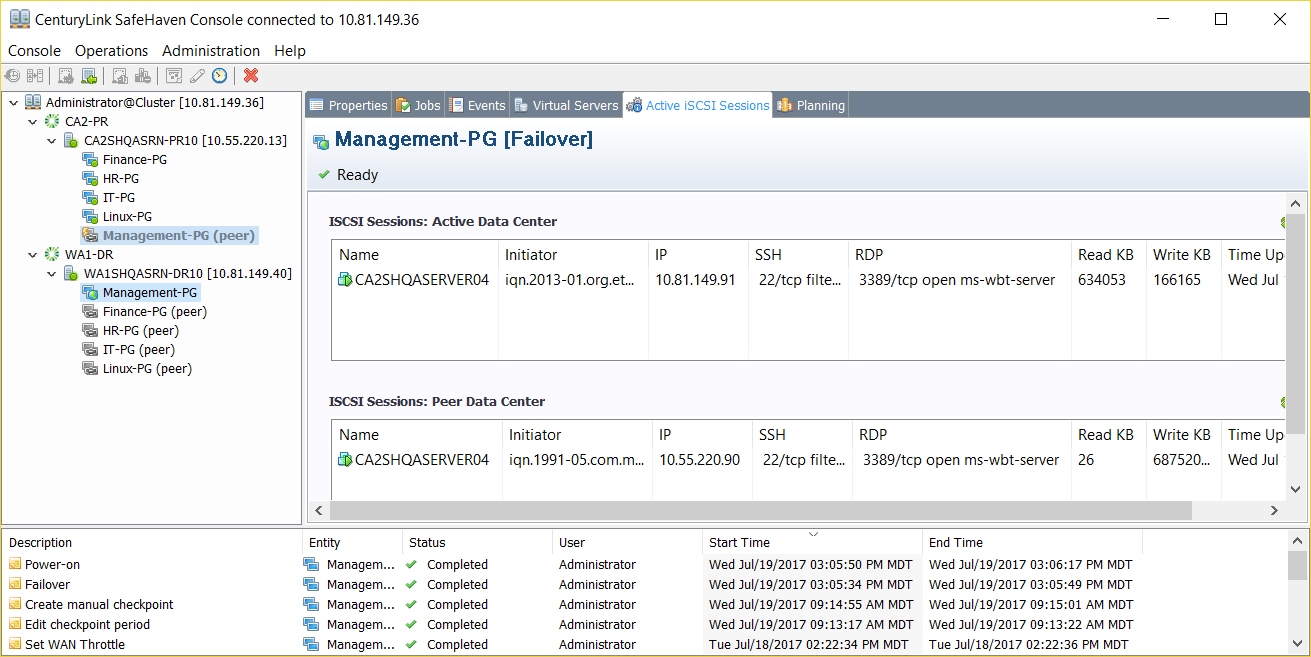 CenturyLink SafeHaven Console connected to 10.81.149.36
Console Operations Administration Help
Administrator@Cluster [10.81.149.36]
CA2-PR
CA2SHQASRN-PR10 [10.55.220.13]
Finance-PG
HR-PG
IT-PG
Linux-PG
Management-PG (peer)
WA1-DR
WA1SHQASRN-DR10 [10.81.149.40]
Management-PG
Finance-PG (peer)
HR-PG (peer)
IT-PG (peer)
Linux-PG (peer)
Properties Jobs Events Virtual Servers Active iSCSI Sessions Planning
Management-PG [Failover]
Ready
ISCSI Sessions: Active Data Center
Name Initiator IP SSH RDP Read KB Write KB Time Up
CA2SHQASERVER04 iqn.2013-01.org.et... 10.81.149.91 22/tcp filte... 3389/tcp open ms-wbt-server 634053 166165 Wed Jul
ISCSI Sessions: Peer Data Center
Name Initiator IP SSH RDP Read KB Write KB Time Up
CA2SHQASERVER04 iqn.1991-05.com.m... 10.55.220.90 22/tcp filte... 3389/tcp open ms-wbt-server 26 687520... Wed Jul
Description Entity Status User Start Time End Time
Power-on Managem... Completed Administrator Wed Jul/19/2017 03:05:50 PM MDT Wed Jul/19/2017 03:06:17 PM MDT
Failover Managem... Completed Administrator Wed Jul/19/2017 03:05:34 PM MDT Wed Jul/19/2017 03:05:49 PM MDT
Create manual checkpoint Managem... Completed Administrator Wed Jul/19/2017 09:14:55 AM MDT Wed Jul/19/2017 09:15:01 AM MDT
Edit checkpoint period Managem... Completed Administrator Wed Jul/19/2017 09:13:17 AM MDT Wed Jul/19/2017 09:13:22 AM MDT
Set WAN Throttle Managem... Completed Administrator Tue Jul/18/2017 02:22:34 PM MDT Tue Jul/18/2017 02:22:36 PM MDT